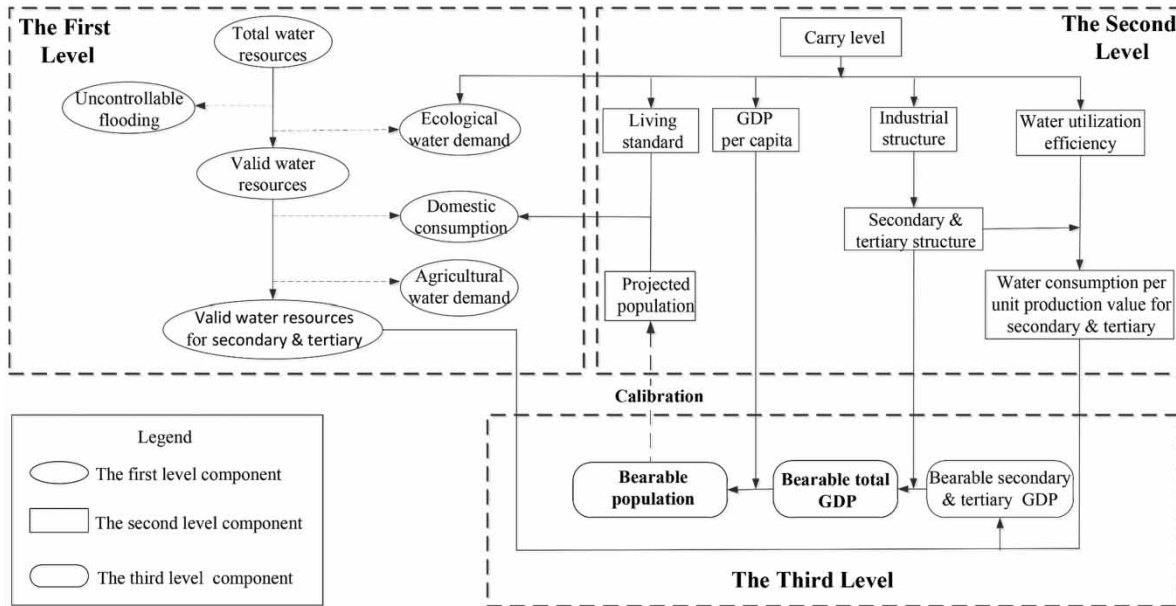 The First
Level
Total water
resources
Uncontrollable
flooding
Ecological
water demand
Valid water
resources
Domestic
consumption
Agricultural
water demand
Valid water resources
for secondary & tertiary
The Second
Level
Carry level
Living
standard
GDP
per capita
Industrial
structure
Water utilization
efficiency
Secondary &
tertiary structure
Projected
population
Water consumption per
unit production value for
secondary & tertiary
Calibration
Legend
The first level component
The second level component
The third level component
Bearable
population
Bearable total
GDP
Bearable secondary
& tertiary GDP
The Third Level